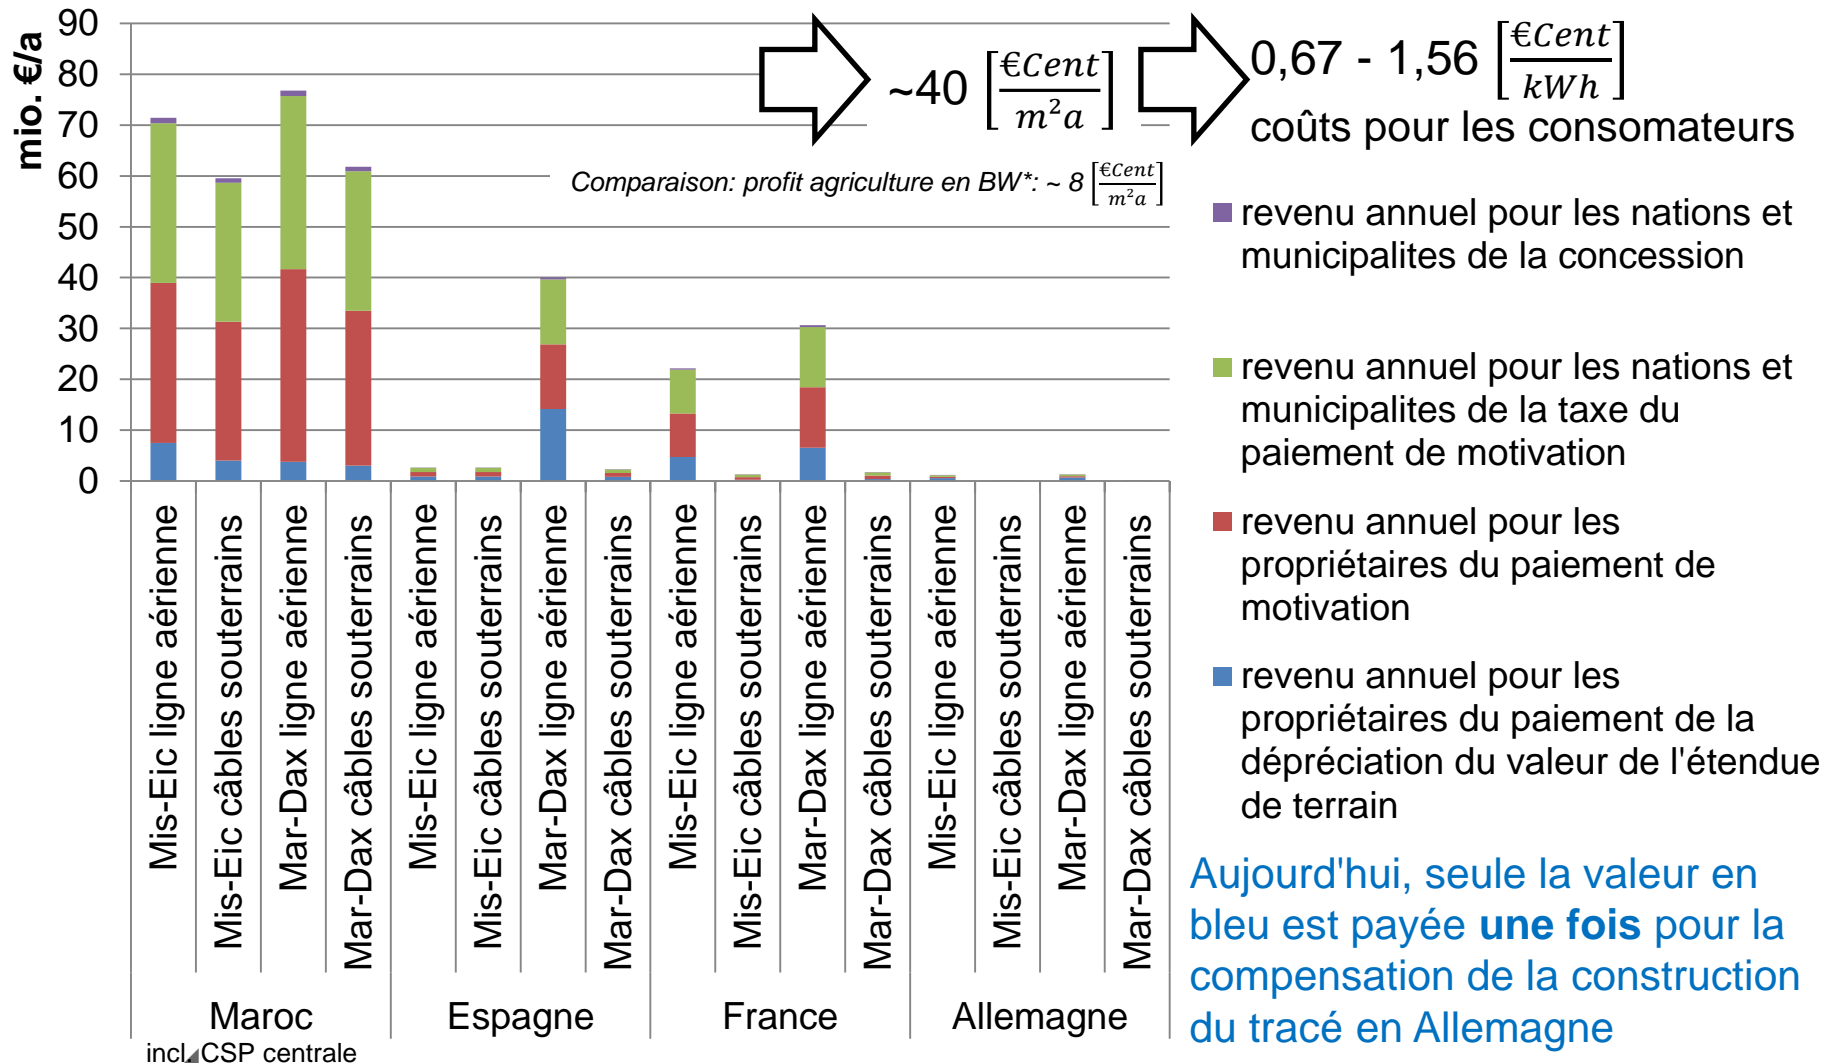 mio. €/a
90
80
70
60
50
40
30
20
10
0
~40 [€Cent/m²a]
0,67 - 1,56 [€Cent/kWh]
coûts pour les consomateurs
Comparaison: profit agriculture en BW*: ~ 8 [€Cent/m²a]
revenu annuel pour les nations et
municipalites de la concession
revenu annuel pour les nations et
municipalites de la taxe du
paiement de motivation
revenu annuel pour les
propriétaires du paiement de
motivation
revenu annuel pour les
propriétaires du paiement de la
dépréciation du valeur de l'étendue
de terrain
Aujourd'hui, seule la valeur en
bleu est payée une fois pour la
compensation de la construction
du tracé en Allemagne
Mis-Eic ligne aérienne
Mis-Eic câbles souterrains
Mar-Dax ligne aérienne
Mar-Dax câbles souterrains
Mis-Eic ligne aérienne
Mis-Eic câbles souterrains
Mar-Dax ligne aérienne
Mar-Dax câbles souterrains
Mis-Eic ligne aérienne
Mis-Eic câbles souterrains
Mar-Dax ligne aérienne
Mar-Dax câbles souterrains
Mis-Eic ligne aérienne
Mis-Eic câbles souterrains
Mar-Dax ligne aérienne
Mar-Dax câbles souterrains
Maroc
Espagne
France
Allemagne
incl. CSP centrale